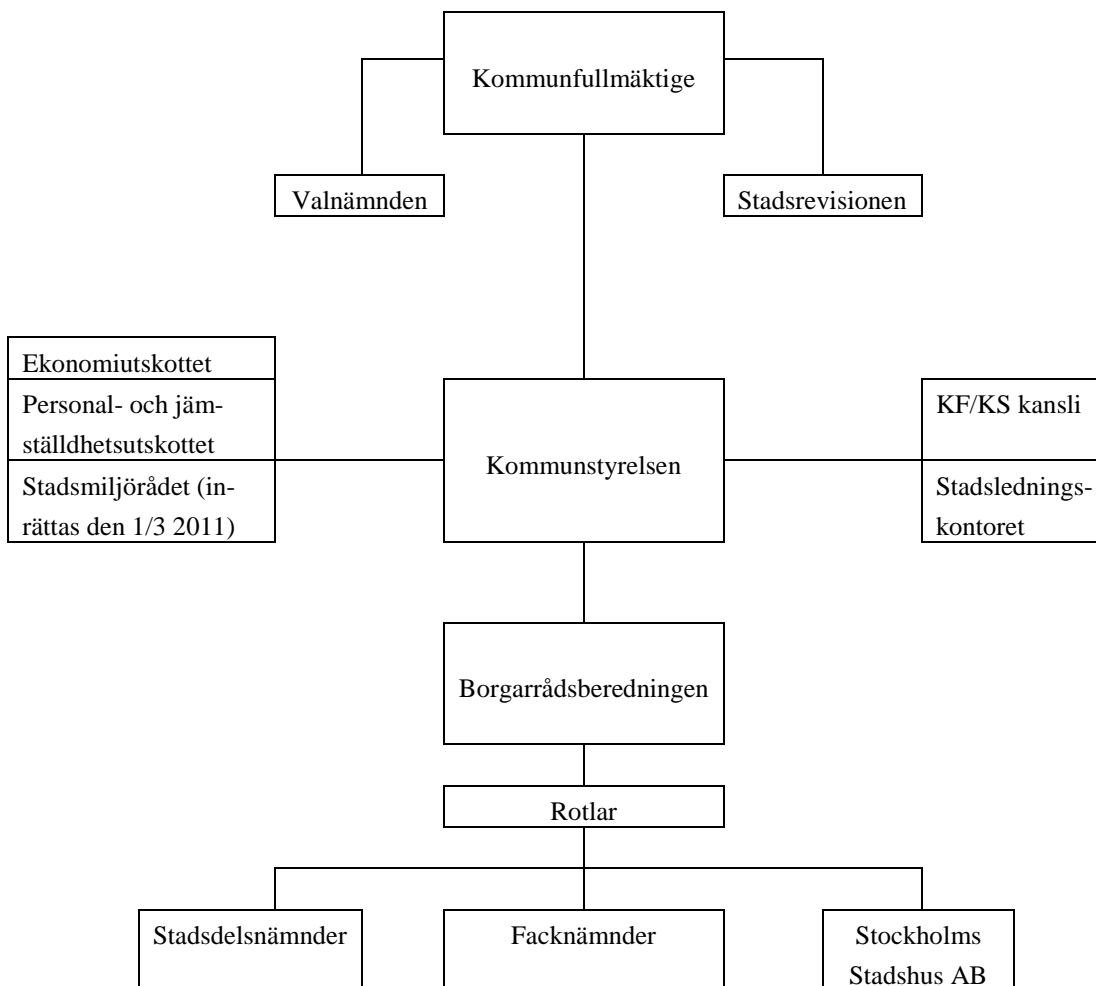 Kommunfullmäktige
Valnämnden
Stadsrevisionen
Ekonomiutskottet
Personal- och jäm-
ställdhetsutskottet
Stadsmiljörådet (in-
rättas den 1/3 2011)
Kommunstyrelsen
KF/KS kansli
Stadslednings-
kontoret
Borgarrådsberedningen
Rotlar
Stadsdelsnämnder
Facknämnder
Stockholms
Stadshus AB